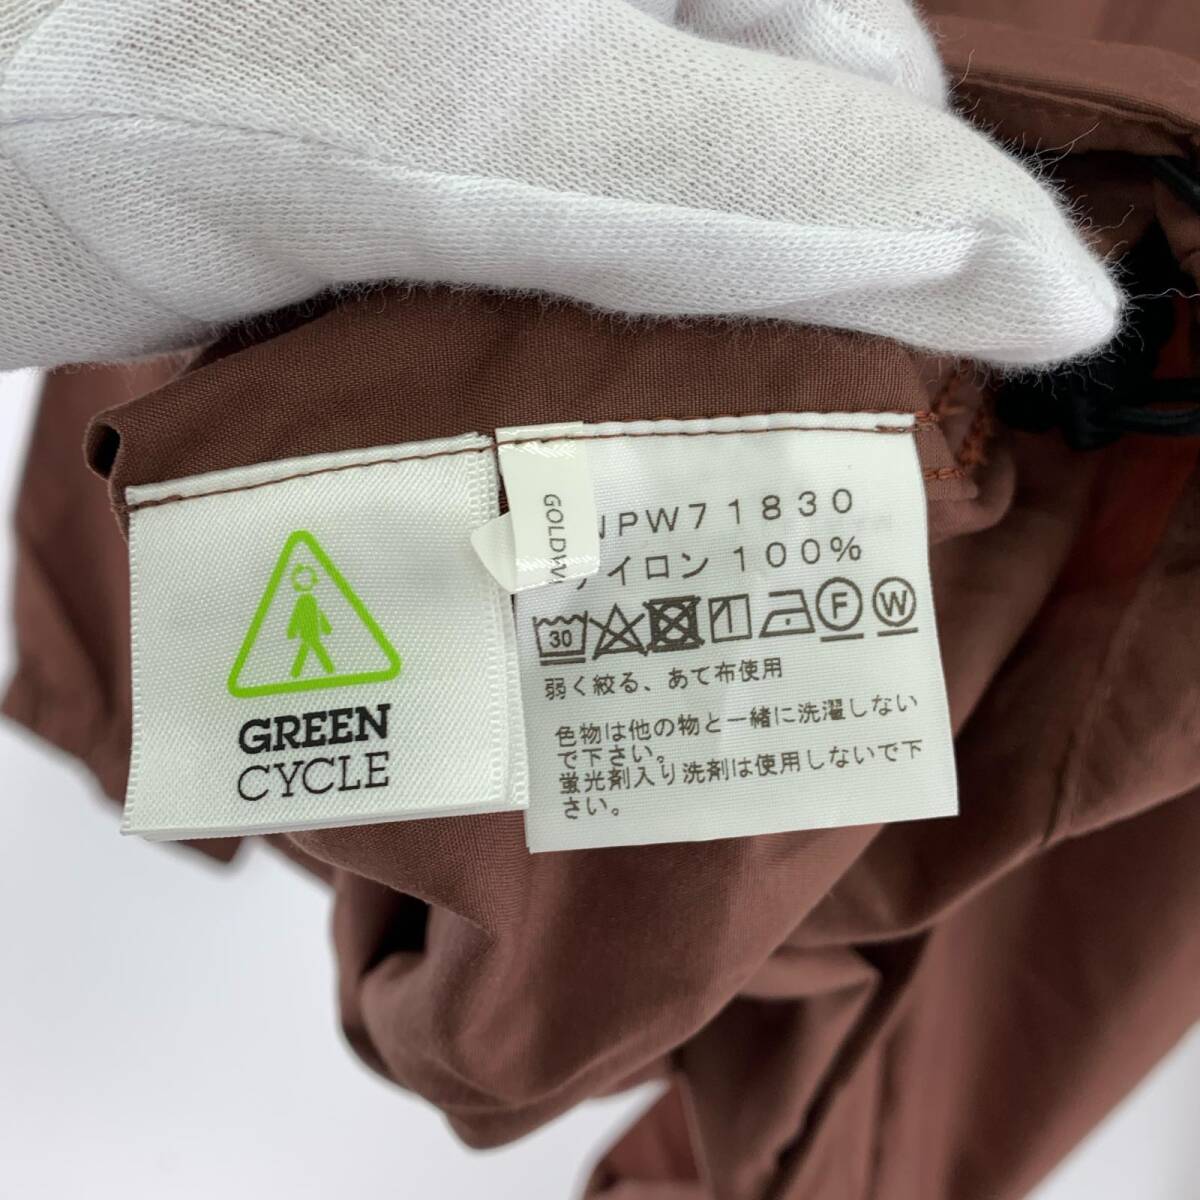 GREEN
CYCLE
GOLDW
NPW71830
ナイロン 100%
30
F
W
弱く絞る、あて布使用
色物は他の物と一緒に洗濯しない
で下さい。
蛍光剤入り洗剤は使用しないで下
さい。